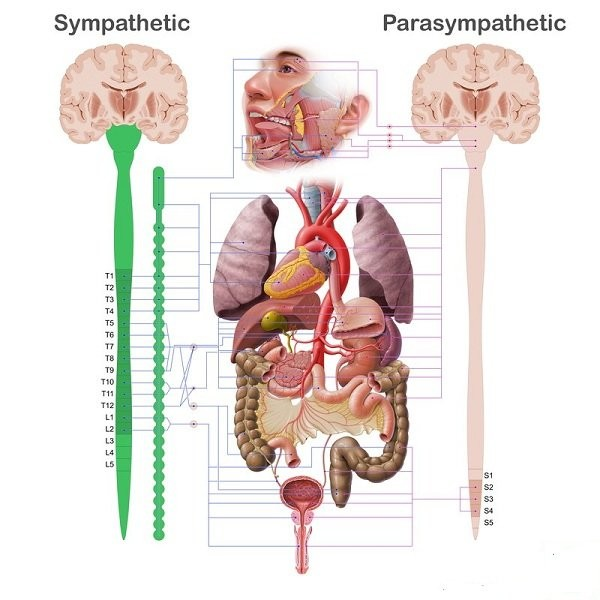 Sympathetic
Parasympathetic
T1
T2
T3
T4
T5
T6
T7
T8
T9
T10
T11
T12
L1
L2
L3
L4
L5
S1
S2
S3
S4
S5